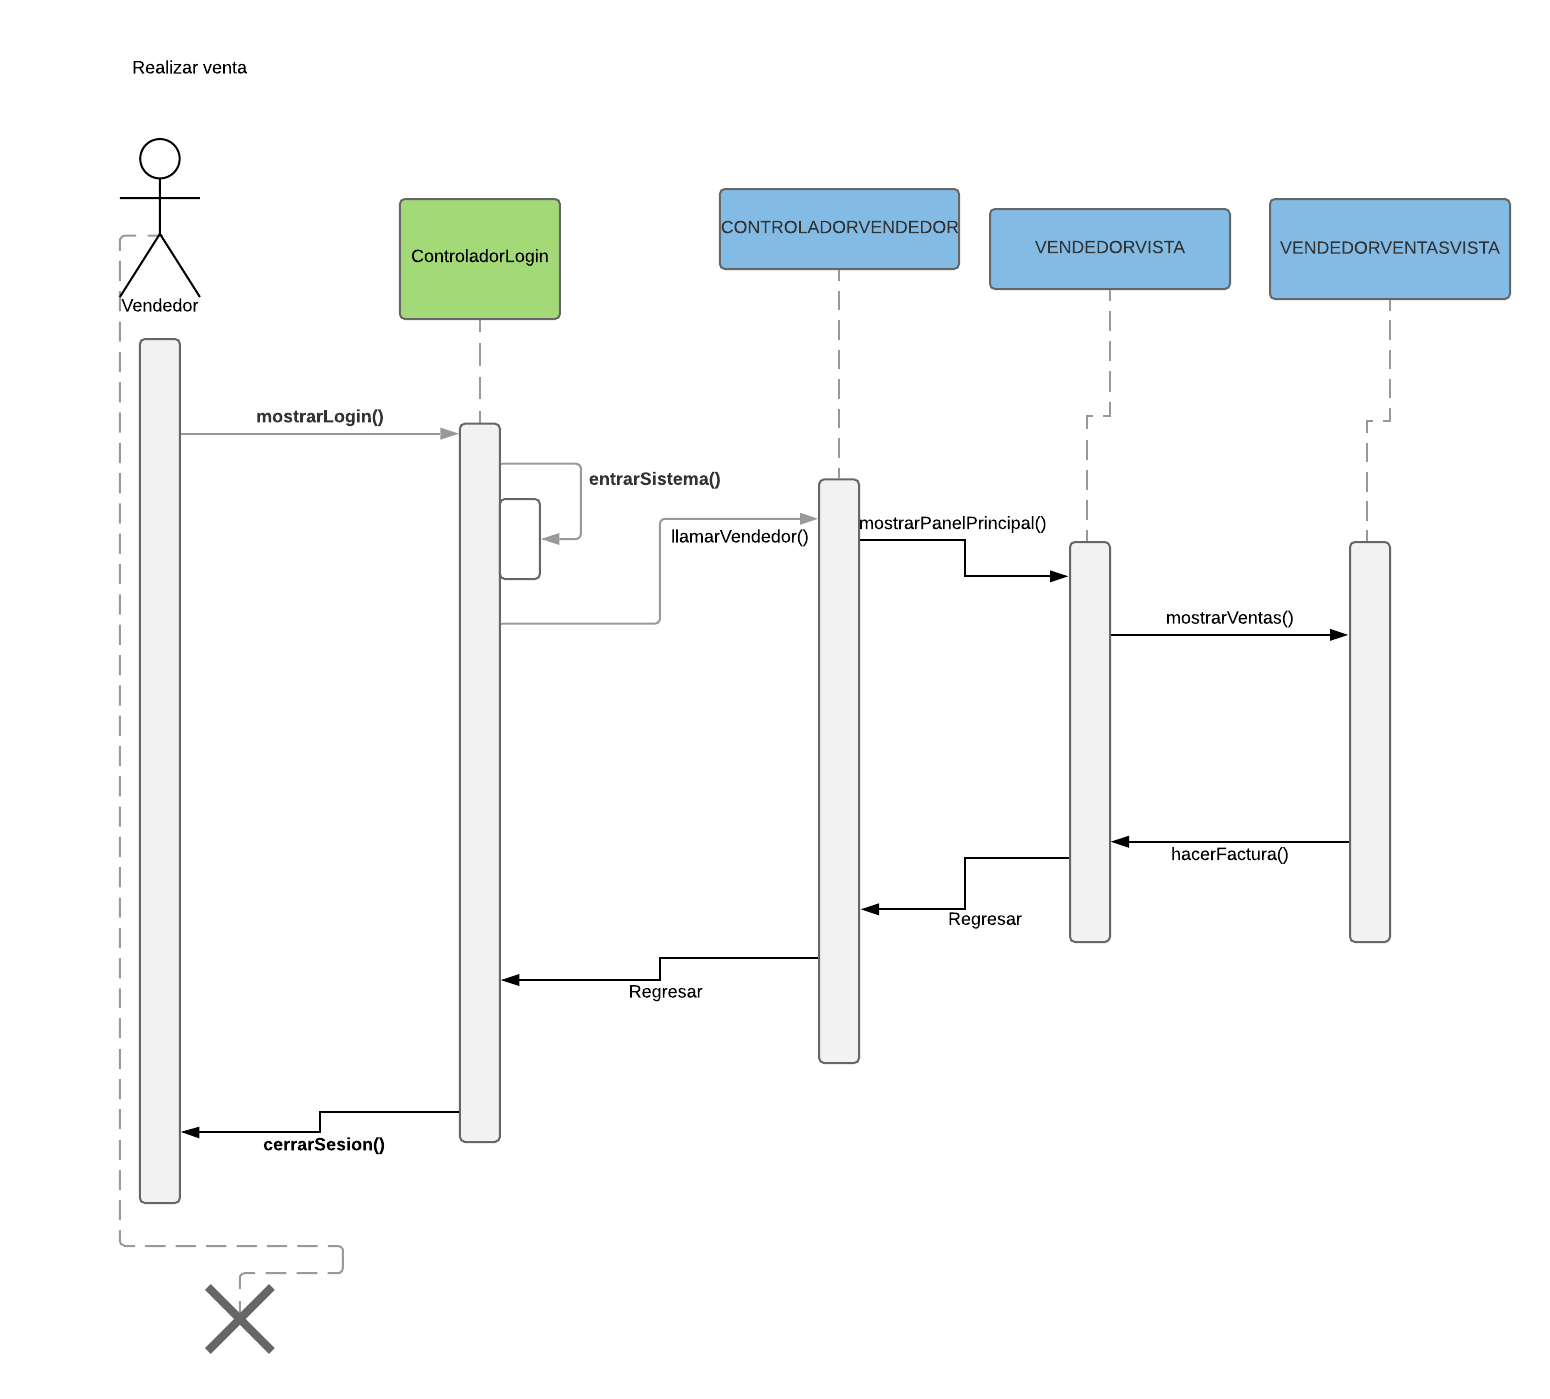 Realizar venta
Vendedor
ControladorLogin
CONTROLADORVENDEDOR
VENDEDORVISTA
VENDEDORVENTASVISTA
mostrarLogin()
entrarSistema()
llamarVendedor()
mostrarPanelPrincipal()
mostrarVentas()
hacerFactura()
Regresar
Regresar
cerrarSesion()